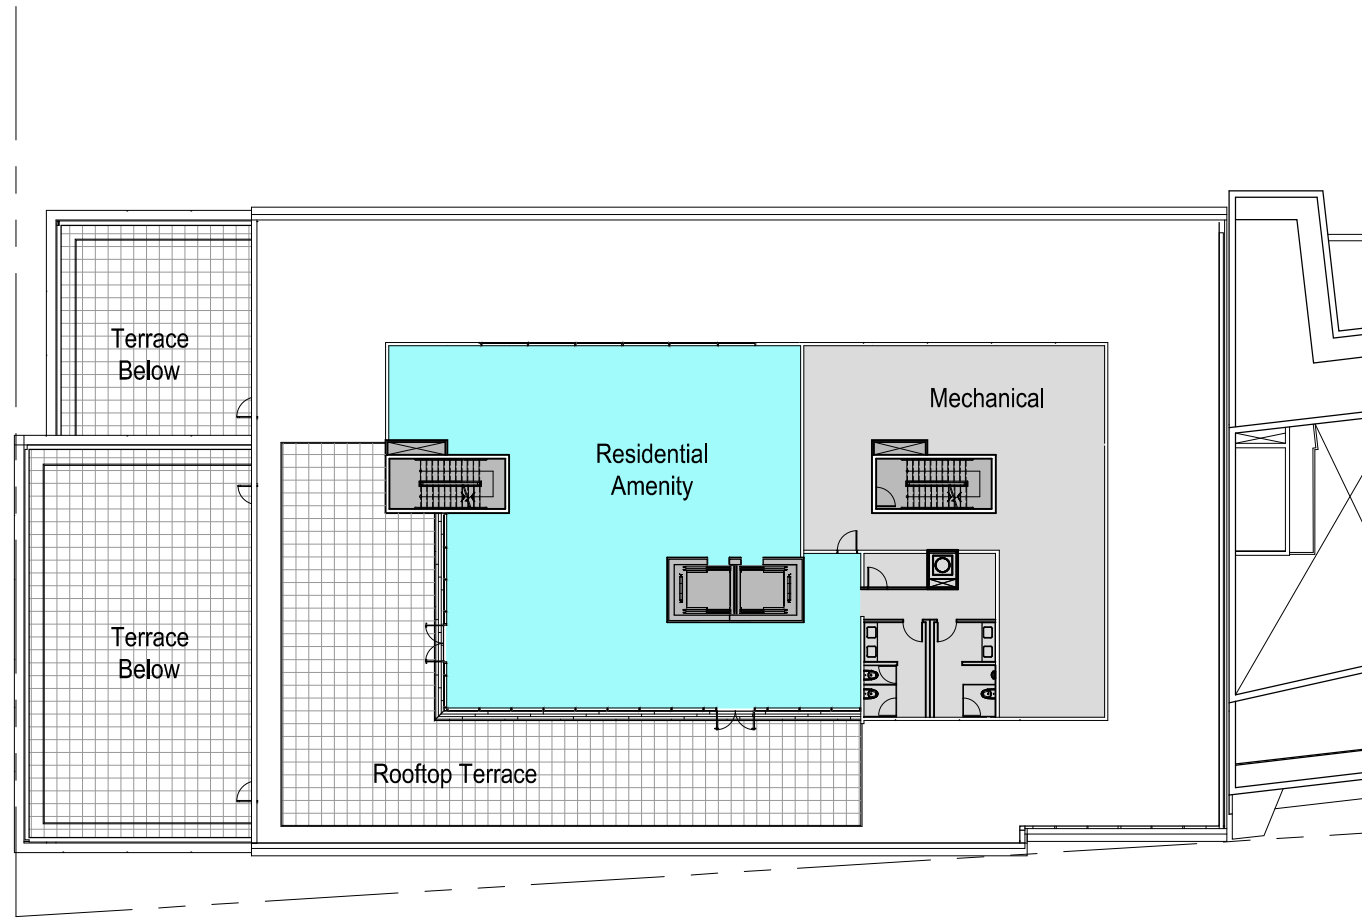 Terrace
Below
Mechanical
Residential
Amenity
Terrace
Below
Rooftop Terrace